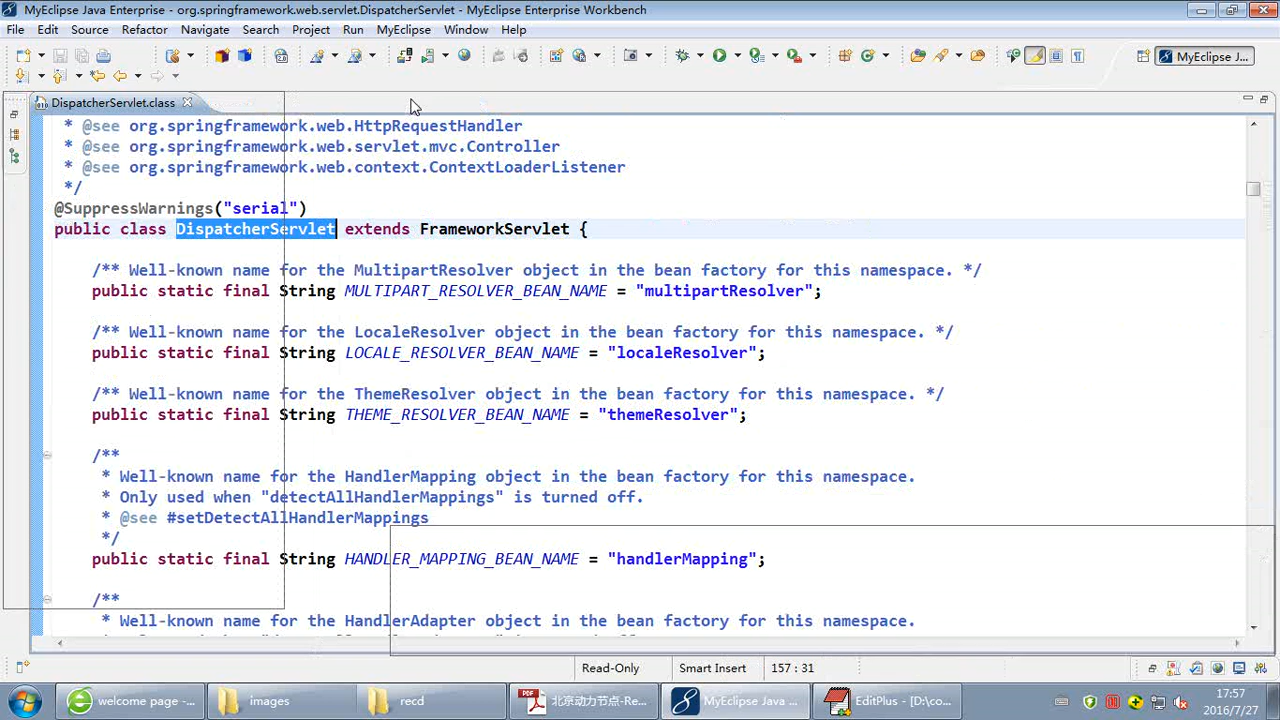 MyEclipse Java Enterprise - org.springframework.web.servlet.DispatcherServlet - MyEclipse Enterprise Workbench
File Edit Source Refactor Navigate Search Project Run MyEclipse Window Help
MyEclipse J...
DispatcherServlet.class
* @see org.springframework.web.HttpRequestHandler
* @see org.springframework.web.servlet.mvc.Controller
* @see org.springframework.web.context.ContextLoaderListener
*/
@SuppressWarnings("serial")
public class DispatcherServlet extends FrameworkServlet {
/** Well-known name for the MultipartResolver object in the bean factory for this namespace. */
public static final String MULTIPART_RESOLVER_BEAN_NAME = "multipartResolver";
/** Well-known name for the LocaleResolver object in the bean factory for this namespace. */
public static final String LOCALE_RESOLVER_BEAN_NAME = "localeResolver";
/** Well-known name for the ThemeResolver object in the bean factory for this namespace. */
public static final String THEME_RESOLVER_BEAN_NAME = "themeResolver";
/**
* Well-known name for the HandlerMapping object in the bean factory for this namespace.
* Only used when "detectAllHandlerMappings" is turned off.
* @see #setDetectAllHandlerMappings
*/
public static final String HANDLER_MAPPING_BEAN_NAME = "handlerMapping";
/**
* Well-known name for the HandlerAdapter object in the bean factory for this namespace.
Read-Only Smart Insert 157 : 31
welcome page -... images recd 北京动力节点-Re... MyEclipse Java ... EditPlus - [D:\co...
17:57
2016/7/27